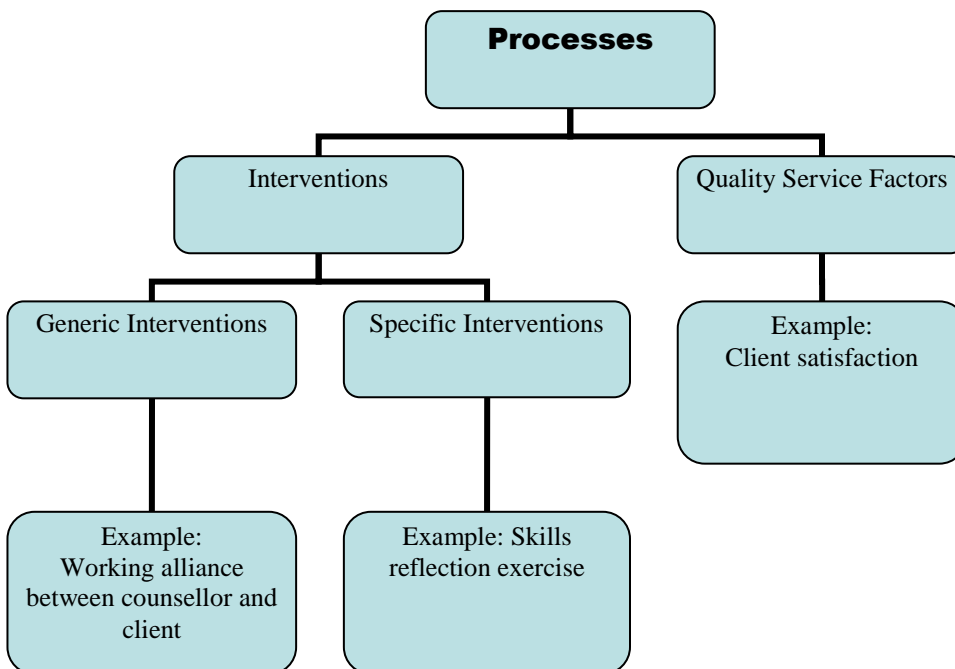 Processes
Interventions
Quality Service Factors
Generic Interventions
Specific Interventions
Example:
Client satisfaction
Example:
Working alliance
between counsellor and
client
Example: Skills
reflection exercise